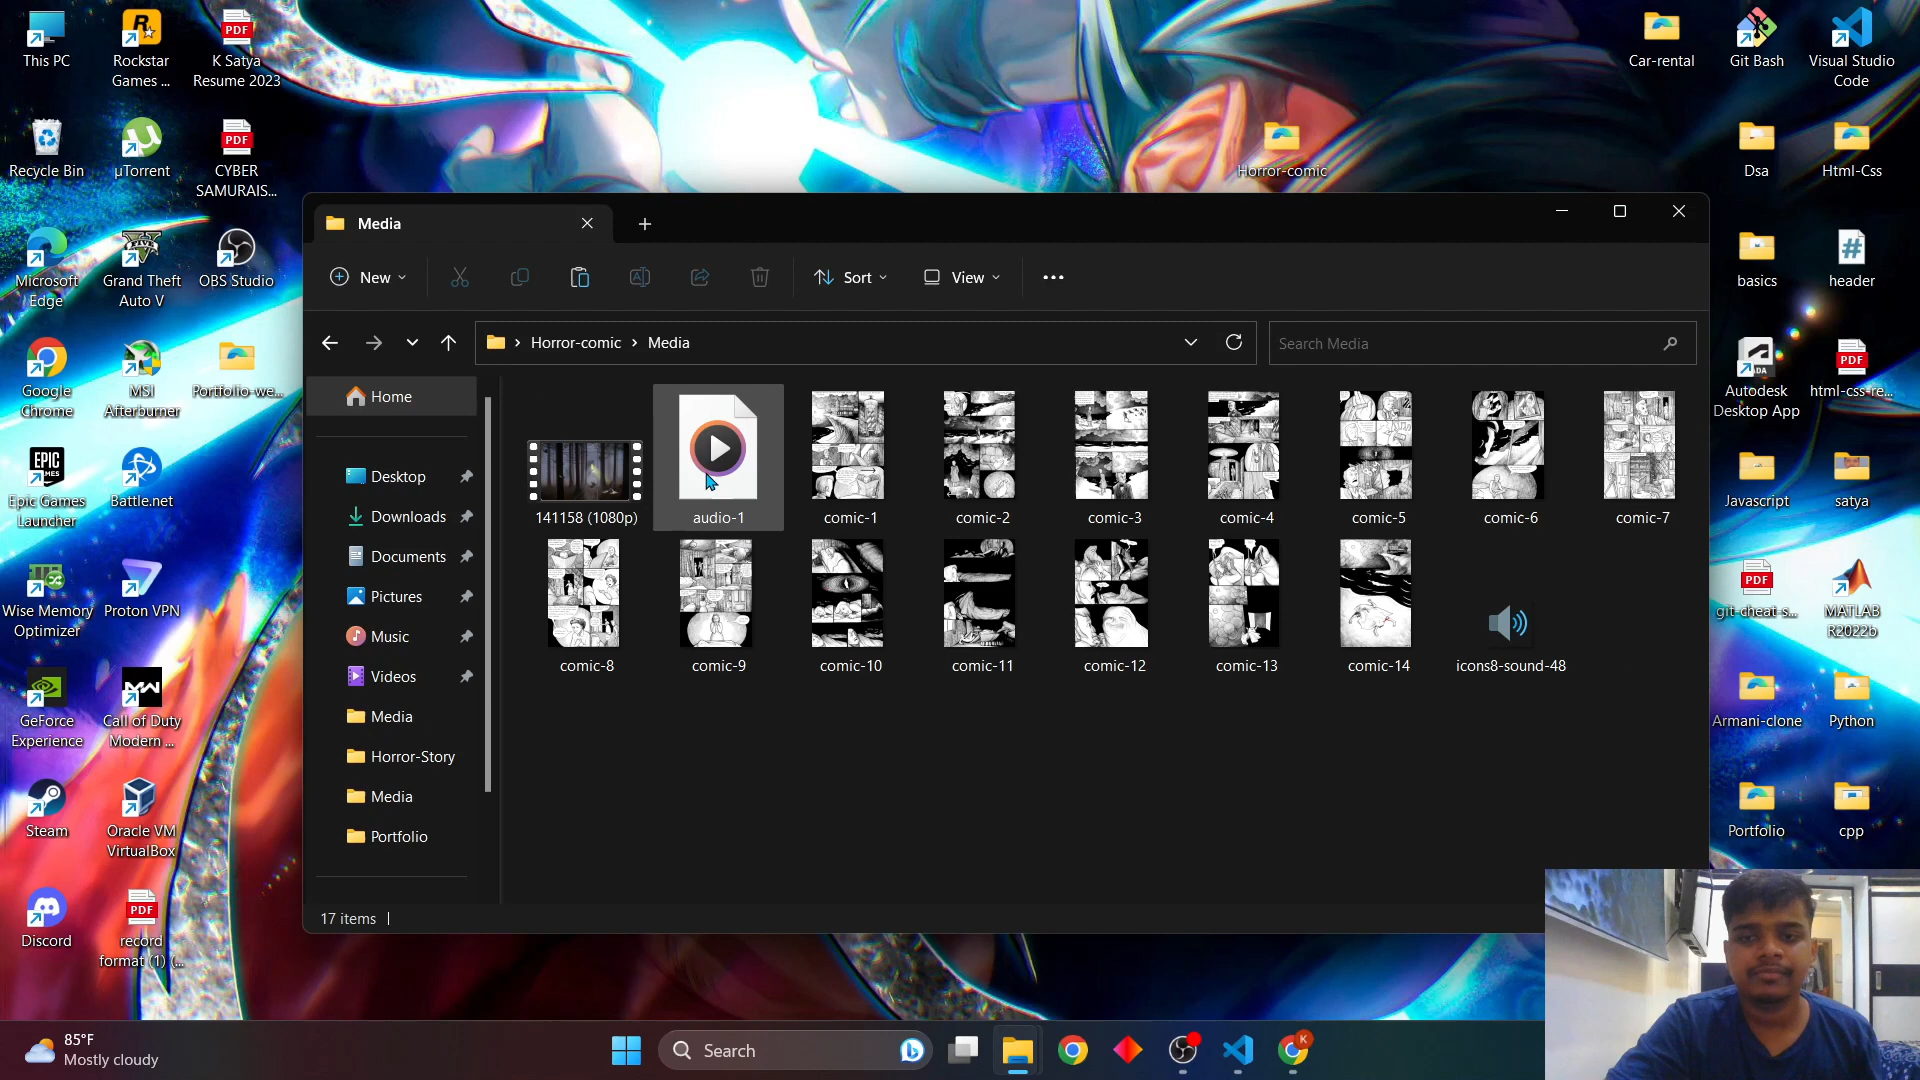 This PC
Rockstar
Games ...
K Satya
Resume 2023
Recycle Bin
µTorrent
CYBER
SAMURAIS...
Microsoft
Edge
Grand Theft
Auto V
OBS Studio
Google
Chrome
MSI
Afterburner
Portfolio-we...
Epic Games
Launcher
Battle.net
Wise Memory
Optimizer
Proton VPN
GeForce
Experience
Call of Duty
Modern ...
Steam
Oracle VM
VirtualBox
Discord
record
format (1) (...
Horror-comic
Car-rental
Git Bash
Visual Studio
Code
Dsa
Html-Css
basics
header
Autodesk
Desktop App
html-css-re...
Javascript
satya
git-cheat-s...
MATLAB
R2022b
Armani-clone
Python
Portfolio
cpp
Media
New
Sort
View
Horror-comic > Media
Search Media
Home
Desktop
Downloads
Documents
Pictures
Music
Videos
Media
Horror-Story
Media
Portfolio
141158 (1080p)
audio-1
comic-1
comic-2
comic-3
comic-4
comic-5
comic-6
comic-7
comic-8
comic-9
comic-10
comic-11
comic-12
comic-13
comic-14
icons8-sound-48
17 items
85°F
Mostly cloudy
Search
K